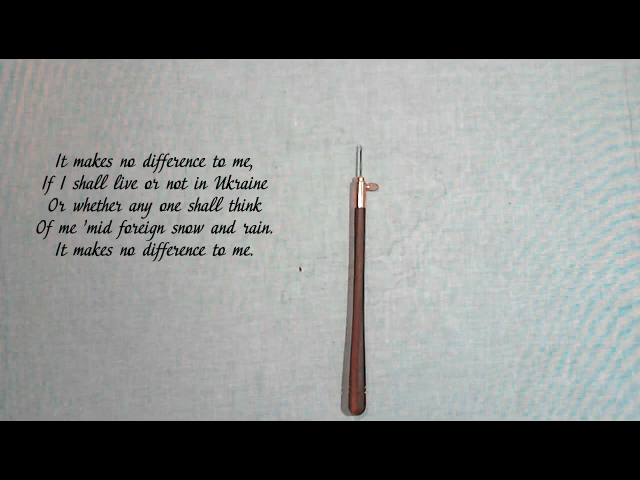 It makes no difference to me,
If I shall live or not in Ukraine
Or whether any one shall think
Of me 'mid foreign snow and rain.
It makes no difference to me.